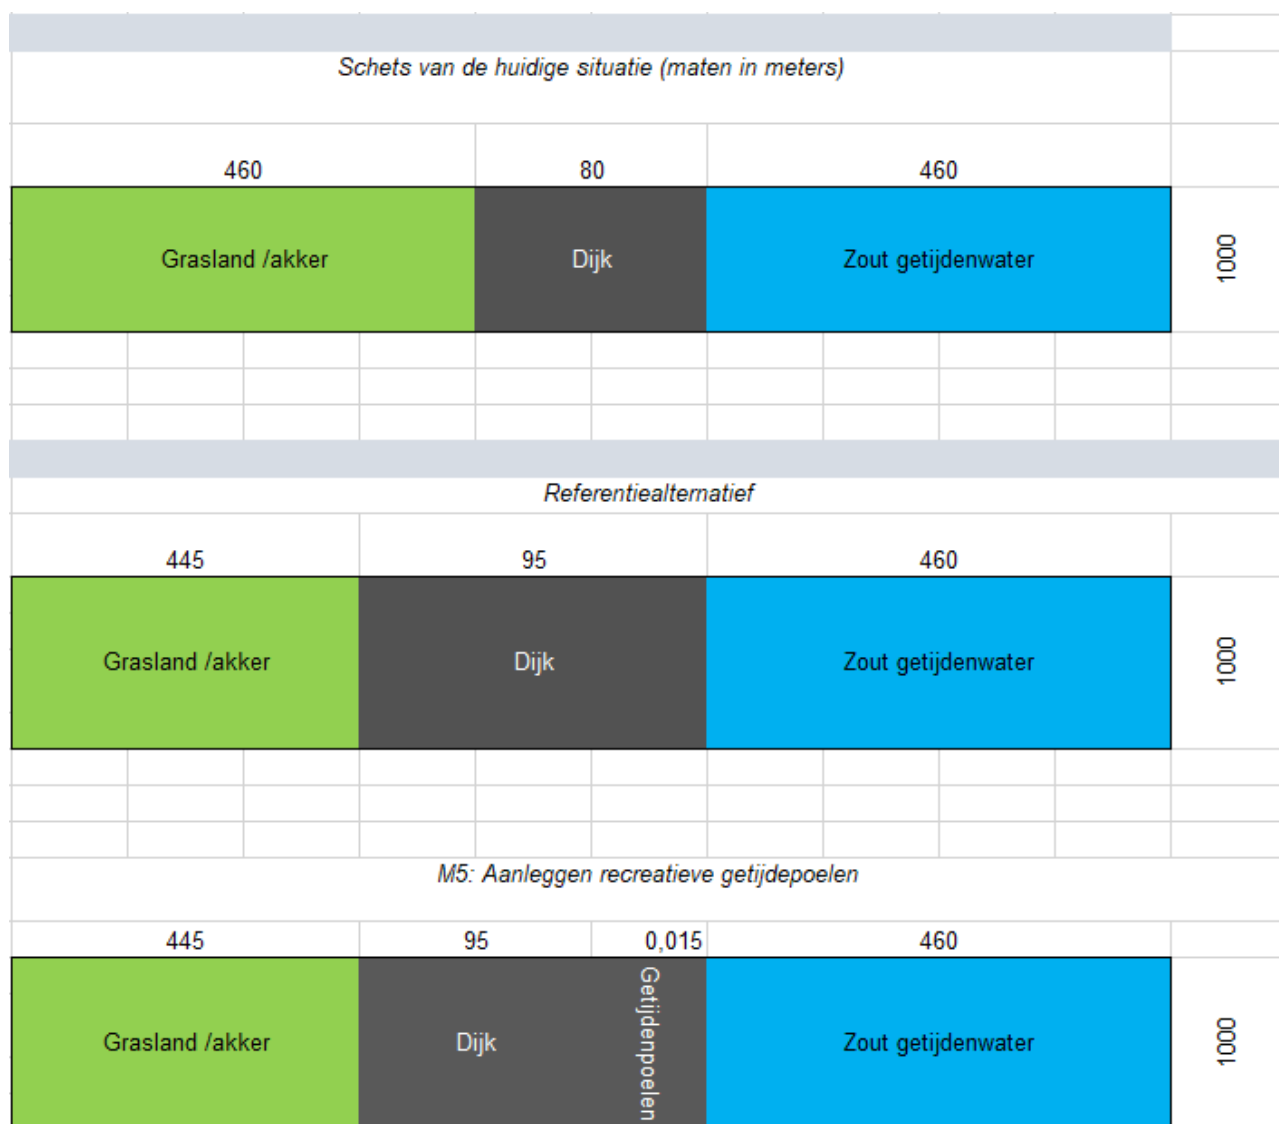 Schets van de huidige situatie (maten in meters)
460 80 460
Grasland /akker Dijk Zout getijdenwater 1000
Referentiealternatief
445 95 460
Grasland /akker Dijk Zout getijdenwater 1000
M5: Aanleggen recreatieve getijdepoelen
445 95 0,015 460
Grasland /akker Dijk Getijdenpoelen Zout getijdenwater 1000